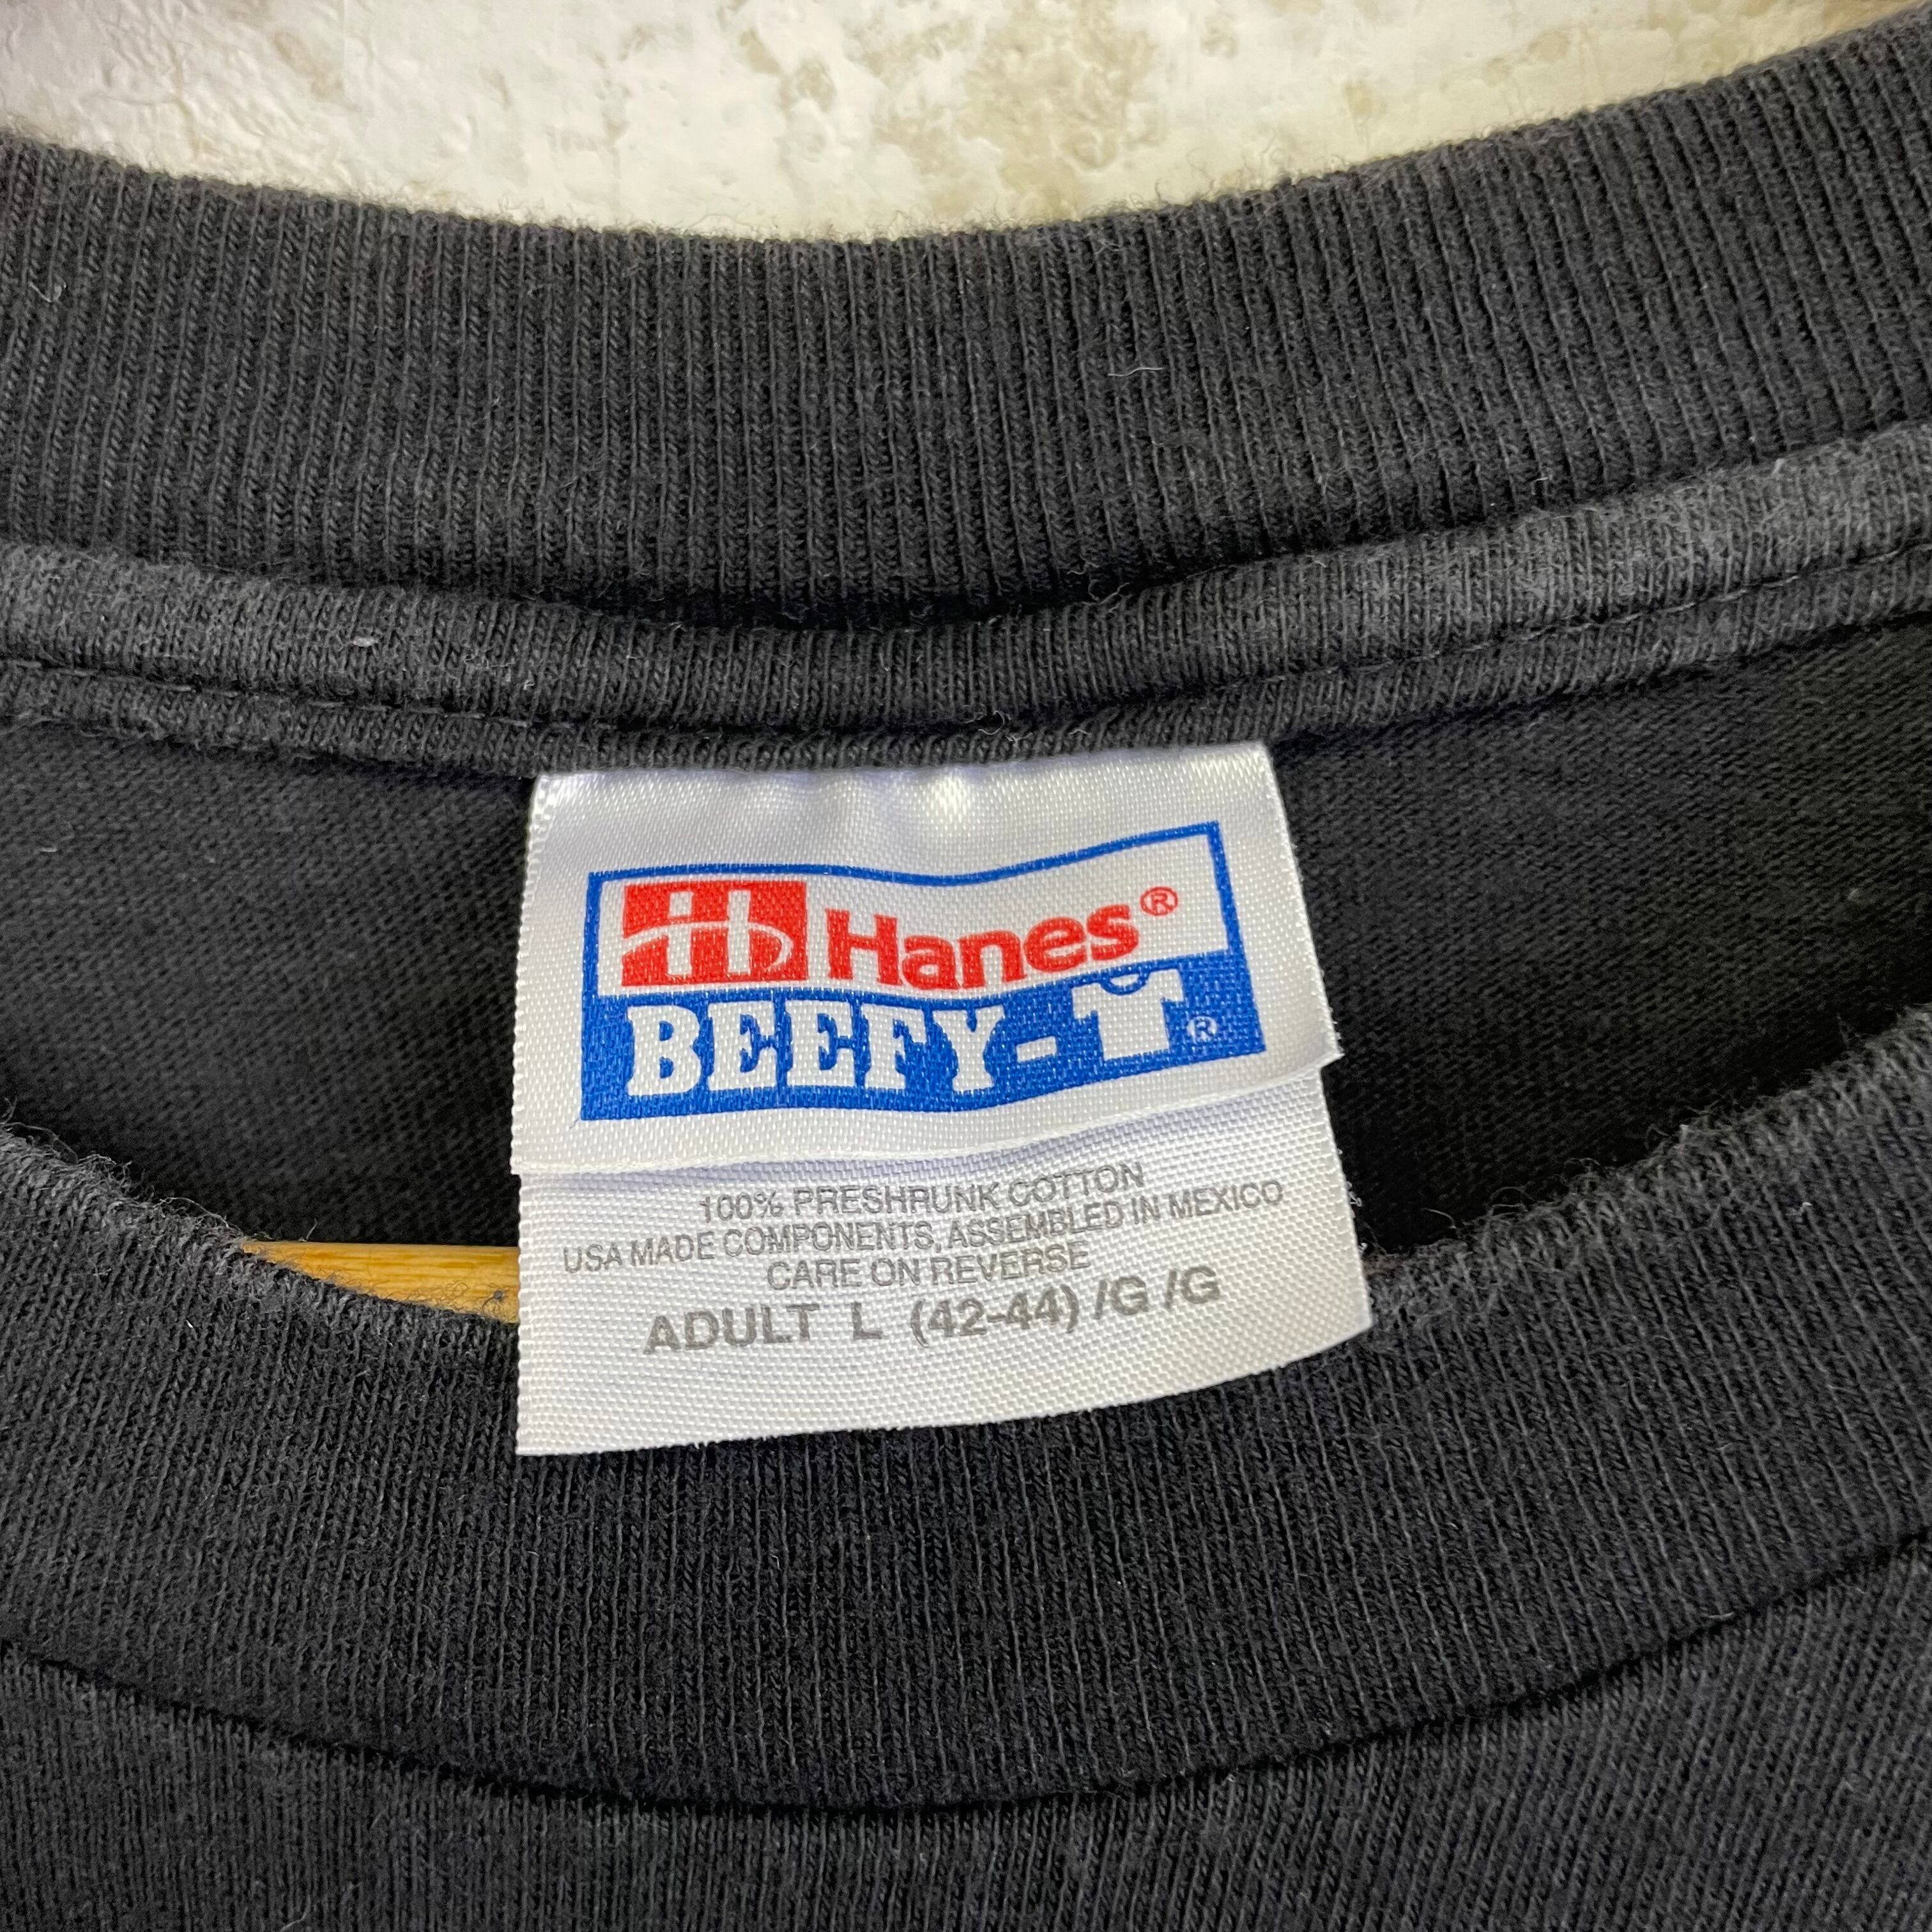 H Hanes®
BEEFY-T®
100% PRESHRUNK COTTON
USA MADE COMPONENTS, ASSEMBLED IN MEXICO
CARE ON REVERSE
ADULT L (42-44) /G /G